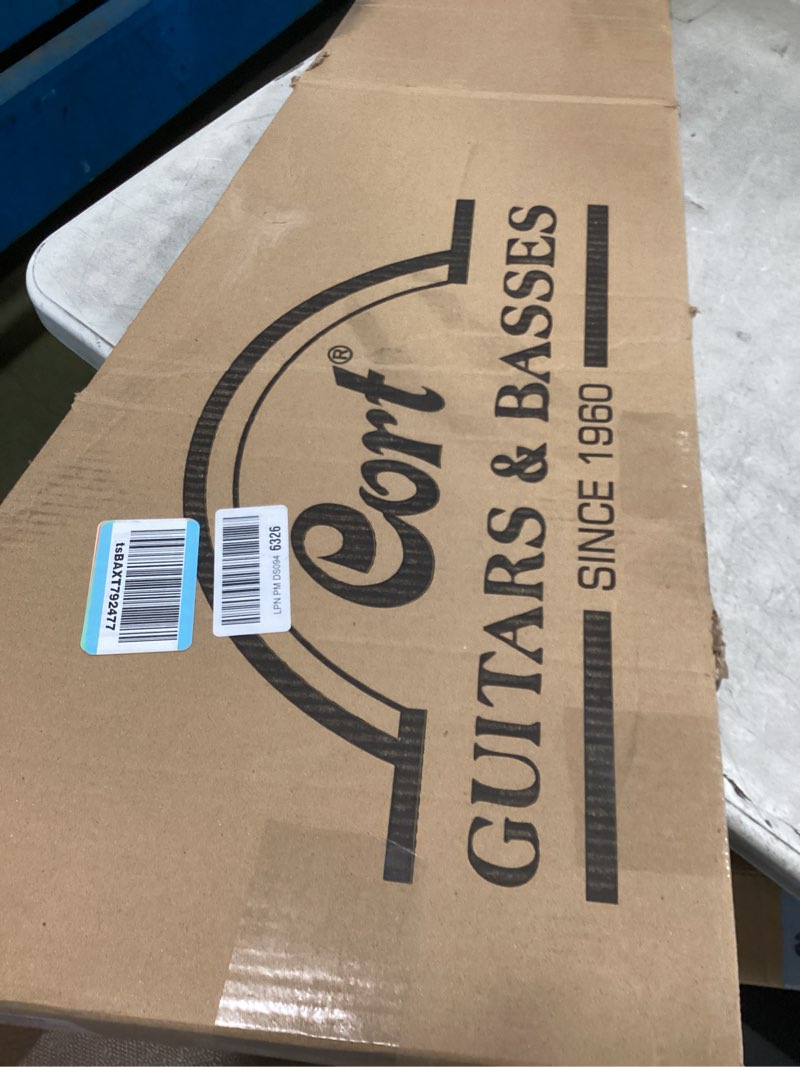 Cort®
GUITARS & BASSES
SINCE 1960
LPN PM DS094 6326
tsBAXT792477